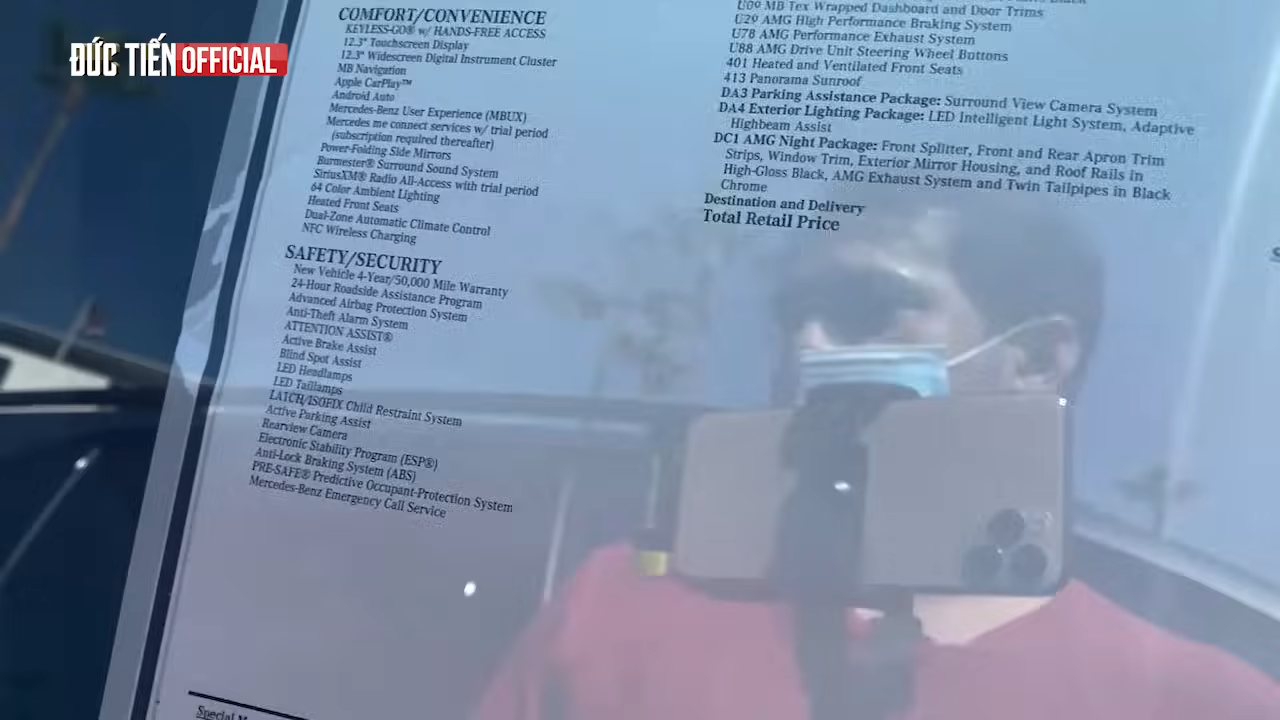 ĐỨC TIẾN OFFICIAL
COMFORT/CONVENIENCE
KEYLESS-GO® w/ HANDS-FREE ACCESS
12.3" Touchscreen Display
12.3" Widescreen Digital Instrument Cluster
MB Navigation
Apple CarPlay™
Android Auto
Mercedes-Benz User Experience (MBUX)
Mercedes me connect services w/ trial period
(subscription required thereafter)
Power-Folding Side Mirrors
Burmester® Surround Sound System
SiriusXM® Radio All-Access with trial period
64 Color Ambient Lighting
Heated Front Seats
Dual-Zone Automatic Climate Control
NFC Wireless Charging
SAFETY/SECURITY
New Vehicle 4-Year/50,000 Mile Warranty
24-Hour Roadside Assistance Program
Advanced Airbag Protection System
Anti-Theft Alarm System
ATTENTION ASSIST®
Active Brake Assist
Blind Spot Assist
LED Headlamps
LED Taillamps
LATCH/ISOFIX Child Restraint System
Active Parking Assist
Rearview Camera
Electronic Stability Program (ESP®)
Anti-Lock Braking System (ABS)
PRE-SAFE® Predictive Occupant-Protection System
Mercedes-Benz Emergency Call Service
Special
U09 MB Tex Wrapped Dashboard and Door Trims
U29 AMG High Performance Braking System
U78 AMG Performance Exhaust System
U88 AMG Drive Unit Steering Wheel Buttons
401 Heated and Ventilated Front Seats
413 Panorama Sunroof
DA3 Parking Assistance Package: Surround View Camera System
DA4 Exterior Lighting Package: LED Intelligent Light System, Adaptive
Highbeam Assist
DC1 AMG Night Package: Front Splitter, Front and Rear Apron Trim
Strips, Window Trim, Exterior Mirror Housing, and Roof Rails in
High-Gloss Black, AMG Exhaust System and Twin Tailpipes in Black
Chrome
Destination and Delivery
Total Retail Price